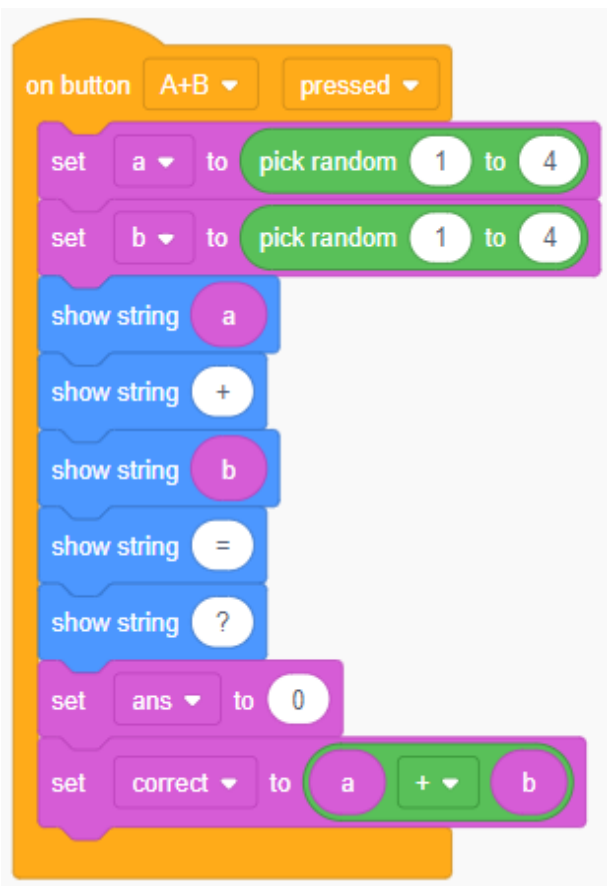 on button A+B pressed
set a to pick random 1 to 4
set b to pick random 1 to 4
show string a
show string +
show string b
show string =
show string ?
set ans to 0
set correct to a + b